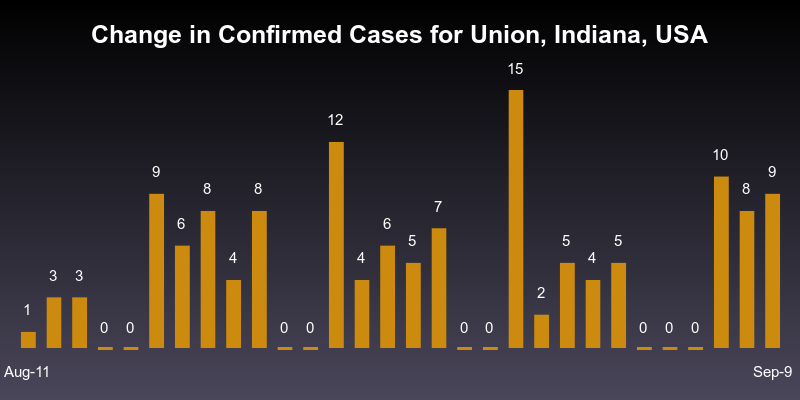 Change in Confirmed Cases for Union, Indiana, USA
1 3 3 0 0 9 6 8 4 8 0 0 12 4 6 5 7 0 0 15 2 5 4 5 0 0 0 10 8 9
Aug-11 Sep-9